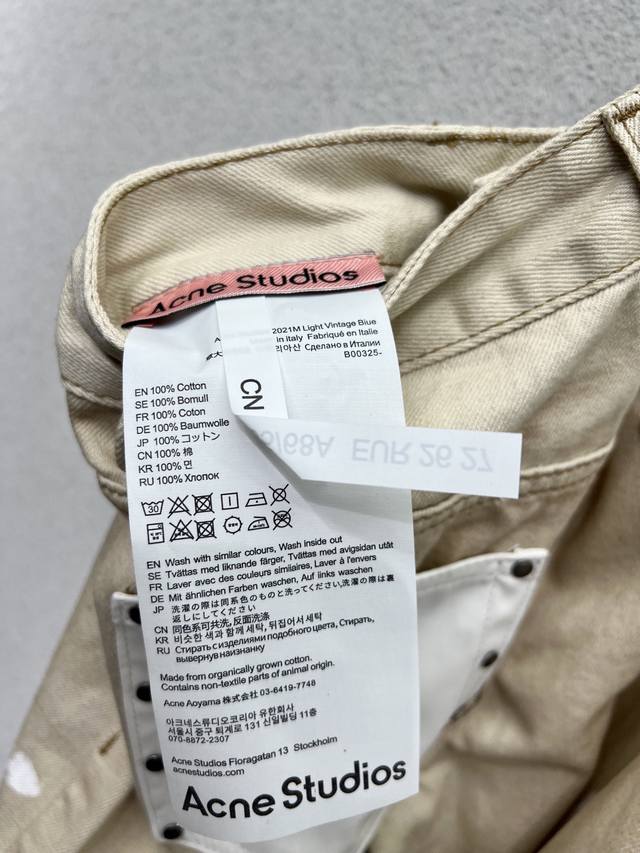 Acne Studios
2021M Light Vintage Blue
in Italy Fabriqué en Italie
리아산 Сделано в Италии
B00325-
CN
EUR 26 27
EN 100% Cotton
SE 100% Bomull
FR 100% Coton
DE 100% Baumwolle
JP 100% コットン
CN 100% 棉
KR 100% 면
RU 100% Хлопок
30
EN Wash with similar colours, Wash inside out
SE Tvättas med liknande färger, Tvättas med avigsidan utåt
FR Laver avec des couleurs similaires, Laver à l'envers
DE Mit ähnlichen Farben waschen, Auf links waschen
JP 洗濯の際は同系色のものと洗ってください,洗濯の際は裏
返しにしてください
CN 同色系可共洗, 反面洗涤
KR 비슷한 색과 함께 세탁, 뒤집어서 세탁
RU Стирать с изделиями подобного цвета, Стирать,
вывернув наизнанку
Made from organically grown cotton.
Contains non-textile parts of animal origin.
Acne Aoyama 株式会社 03-6419-7748
아크네스튜디오코리아 유한회사
서울시 중구 퇴계로 131 신일빌딩 11층
070-8872-2307
Acne Studios Floragatan 13 Stockholm
acnestudios.com
Acne Studios